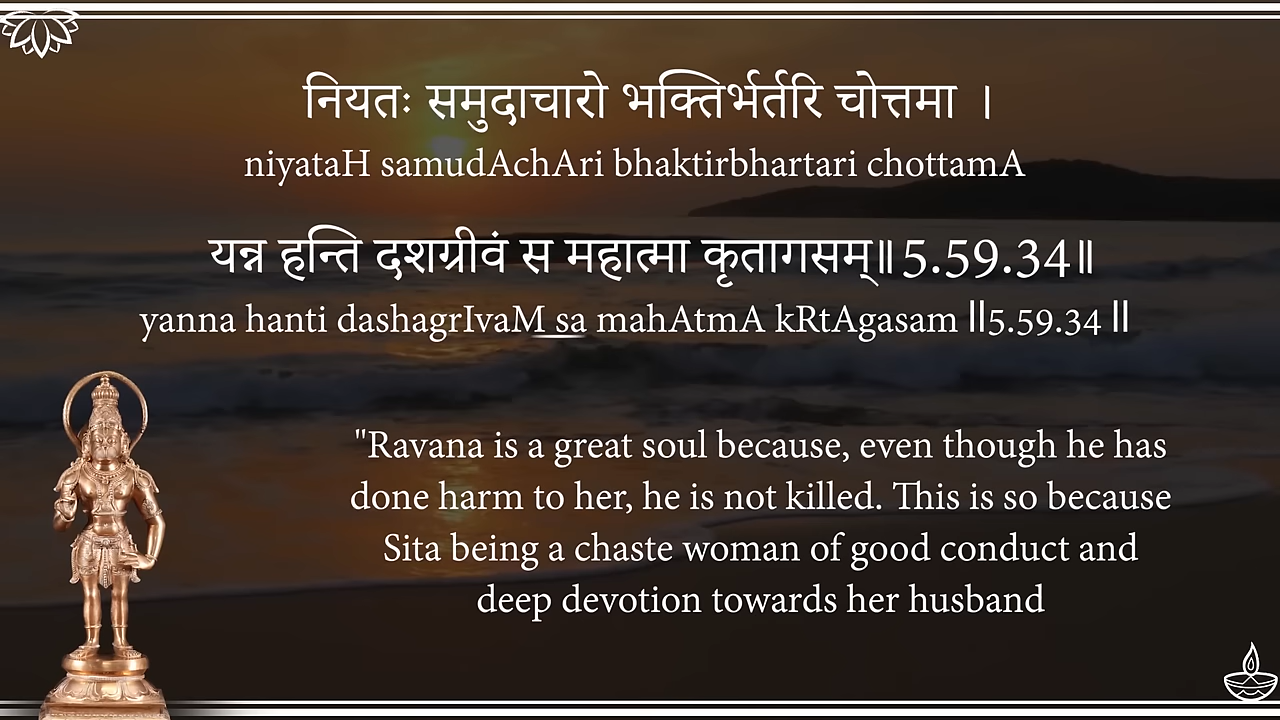 नियतः समुदाचारो भक्तिर्भर्तरि चोत्तमा ।
niyataH samudAchAri bhaktirbhartari chottamA
यन्न हन्ति दशग्रीवं स महात्मा कृतागसम्॥5.59.34॥
yanna hanti dashagrIvaM sa mahAtmA kRtAgasam ||5.59.34 ||
"Ravana is a great soul because, even though he has
done harm to her, he is not killed. This is so because
Sita being a chaste woman of good conduct and
deep devotion towards her husband